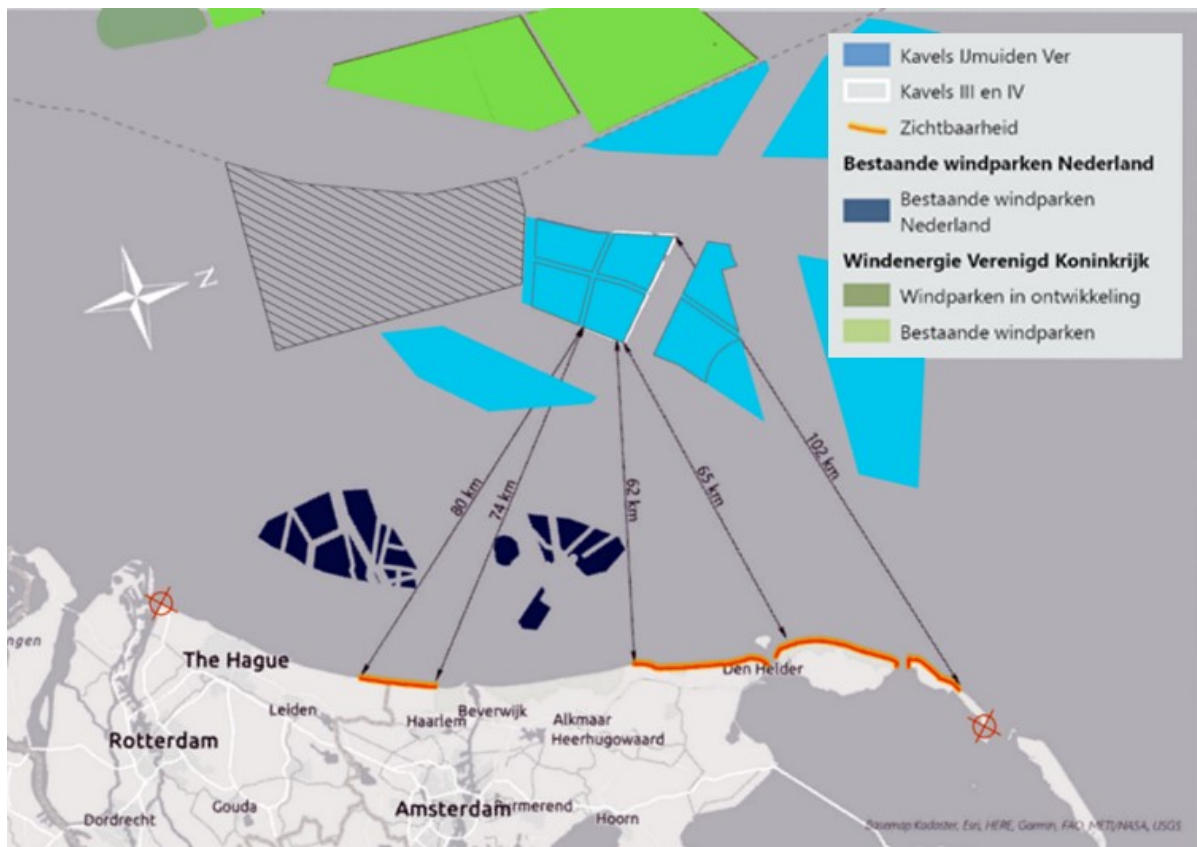 Kavels IJmuiden Ver
Kavels III en IV
Zichtbaarheid
Bestaande windparken Nederland
Bestaande windparken
Nederland
Windenergie Verenigd Koninkrijk
Windparken in ontwikkeling
Bestaande windparken
N
80 km
74 km
62 km
65 km
102 km
ngen
The Hague
Den Helder
Leiden
Haarlem
Beverwijk
Alkmaar
Heerhugowaard
Rotterdam
Gouda
Amsterdam
Purmerend
Hoorn
Dordrecht
Basemap Kadaster, Esri, HERE, Garmin, FAO, METI/NASA, USGS